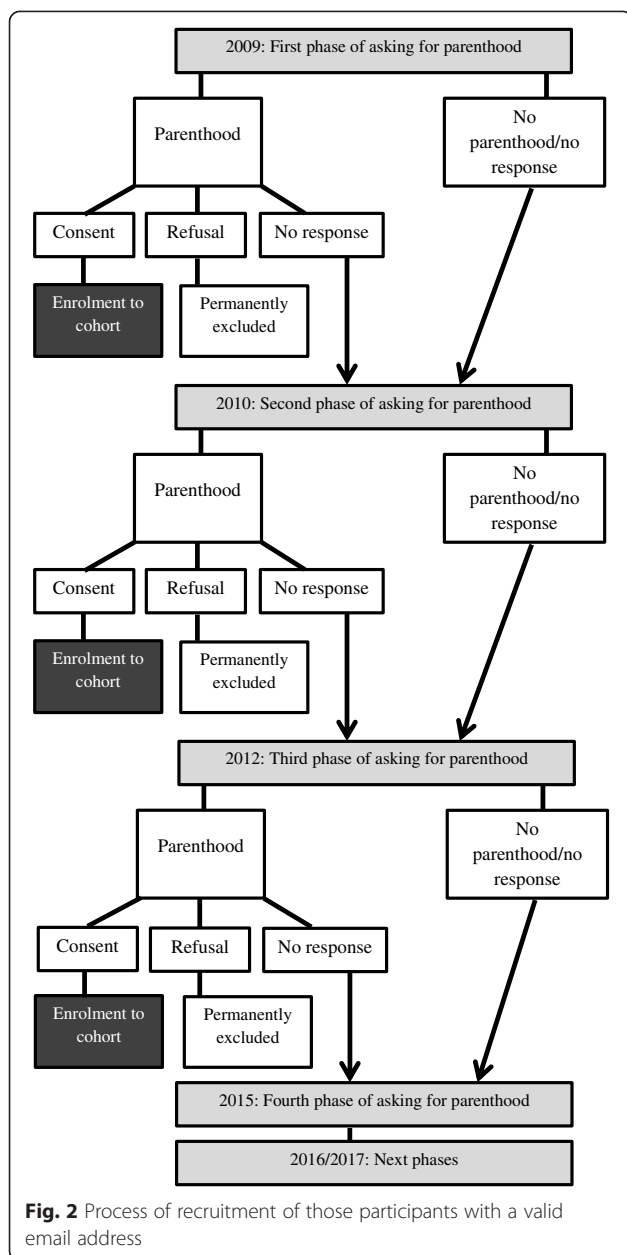 2009: First phase of asking for parenthood
Parenthood
No
parenthood/no
response
Consent
Refusal
No response
Enrolment to
cohort
Permanently
excluded
2010: Second phase of asking for parenthood
Parenthood
No
parenthood/no
response
Consent
Refusal
No response
Enrolment to
cohort
Permanently
excluded
2012: Third phase of asking for parenthood
Parenthood
No
parenthood/no
response
Consent
Refusal
No response
Enrolment to
cohort
Permanently
excluded
2015: Fourth phase of asking for parenthood
2016/2017: Next phases
Fig. 2 Process of recruitment of those participants with a valid
email address